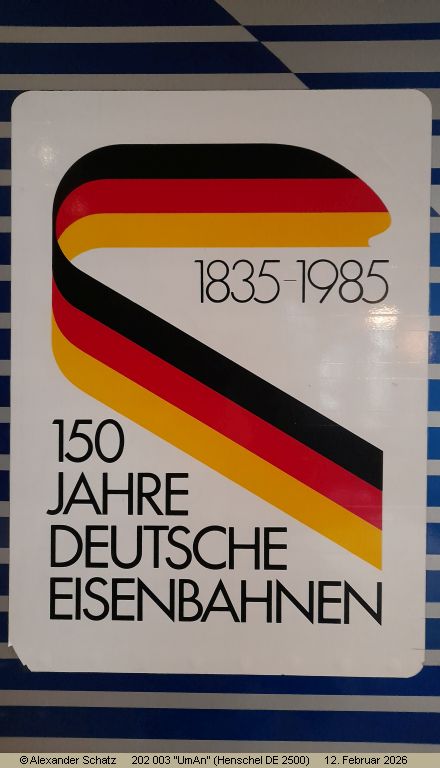 1835-1985
150
JAHRE
DEUTSCHE
EISENBAHNEN
©Alexander Schatz 202 003 "UmAn" (Henschel DE 2500) 12. Februar 2026